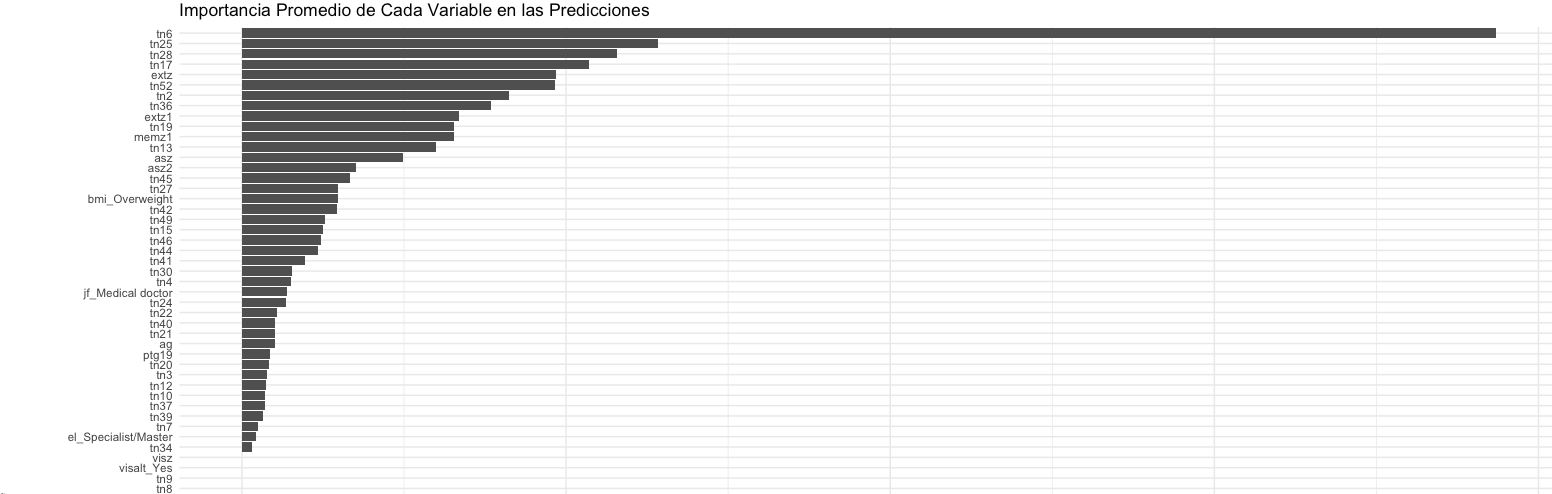 Importancia Promedio de Cada Variable en las Predicciones
tn6
tn25
tn28
tn17
extz
tn52
tn2
tn36
extz1
tn19
memz1
tn13
asz
asz2
tn45
tn27
bmi_Overweight
tn42
tn49
tn15
tn46
tn44
tn41
tn30
tn4
jf_Medical doctor
tn24
tn22
tn40
tn21
ag
ptg19
tn20
tn3
tn12
tn10
tn37
tn39
tn7
el_Specialist/Master
tn34
visz
visalt_Yes
tn9
tn8